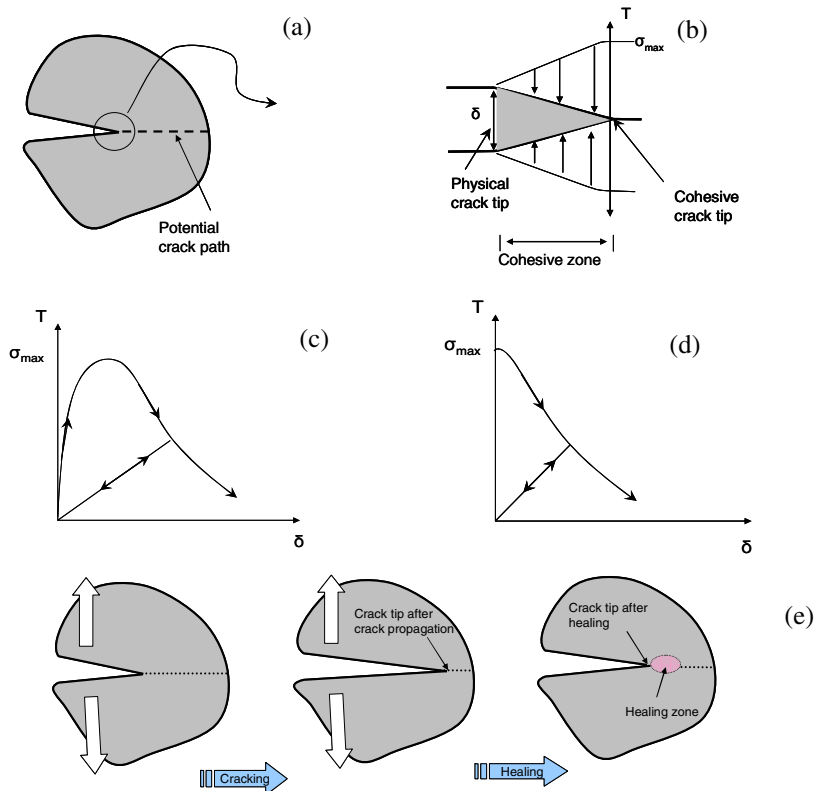 (a)
Potential
crack path
T
σmax
(b)
δ
Physical
crack tip
Cohesive
crack tip
Cohesive zone
T
σmax
(c)
δ
T
σmax
(d)
δ
(e)
Crack tip after
crack propagation
Crack tip after
healing
Healing zone
Cracking
Healing